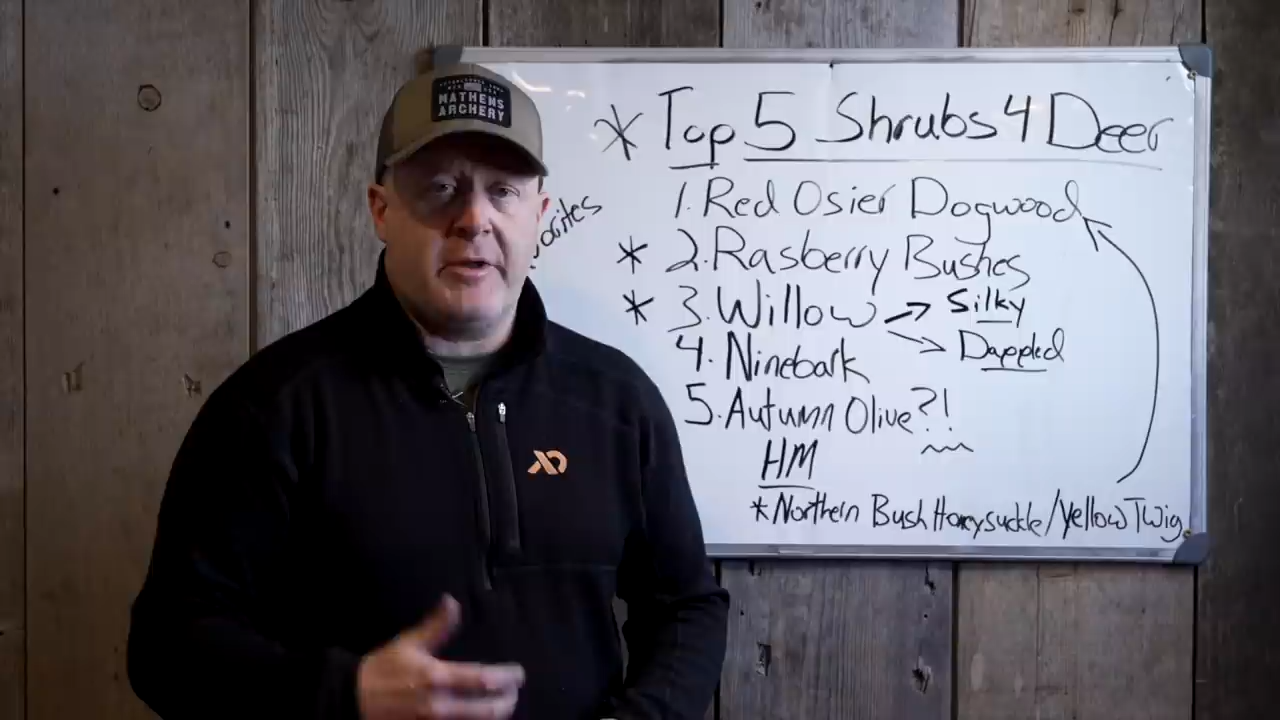 MATHENS
ARCHERY
* Top 5 Shrubs 4 Deer
1. Red Osier Dogwood
* 2. Rasberry Bushes
* 3. Willow → Silky
→ Dappled
4. Ninebark
5. Autumn Olive?!
HM
* Northern Bush Honeysuckle/Yellow Twig